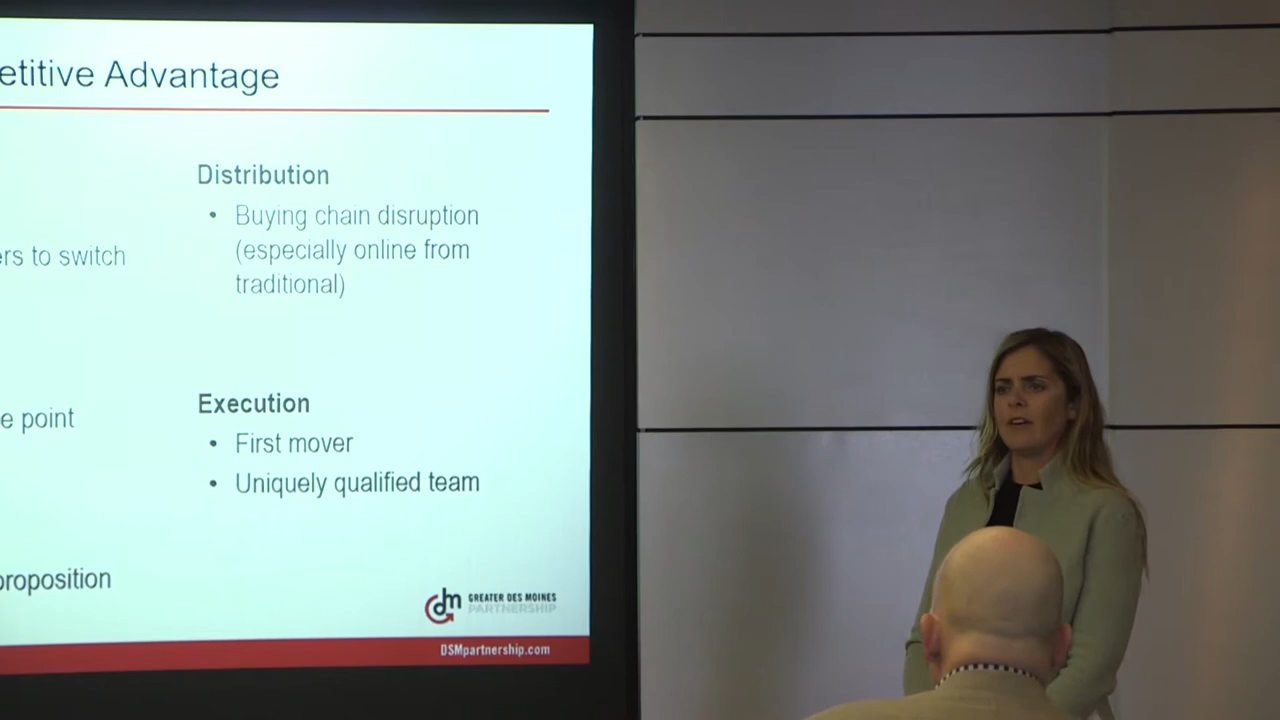 etitive Advantage
Distribution
• Buying chain disruption
(especially online from
traditional)
ers to switch
Execution
e point
• First mover
• Uniquely qualified team
proposition
GREATER DES MOINES
PARTNERSHIP
DSMpartnership.com